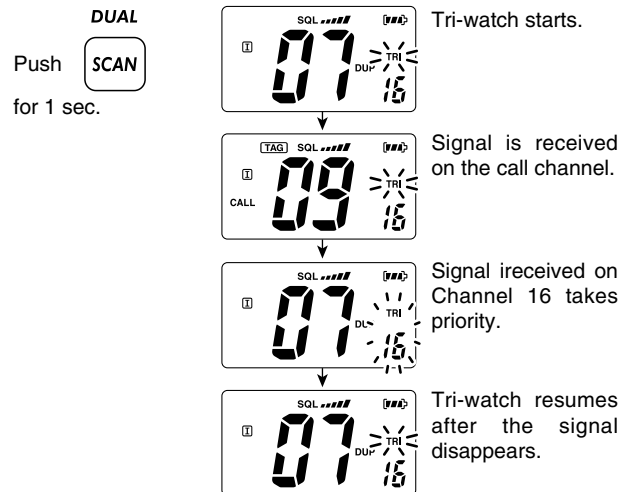 DUAL
Push SCAN
for 1 sec.
SQL
I
07
DUP
TRI
16
Tri-watch starts.
TAG SQL
I
CALL
09
TRI
16
Signal is received
on the call channel.
SQL
I
07
DU
TRI
16
Signal ireceived on
Channel 16 takes
priority.
SQL
I
07
DUP
TRI
16
Tri-watch resumes
after the signal
disappears.